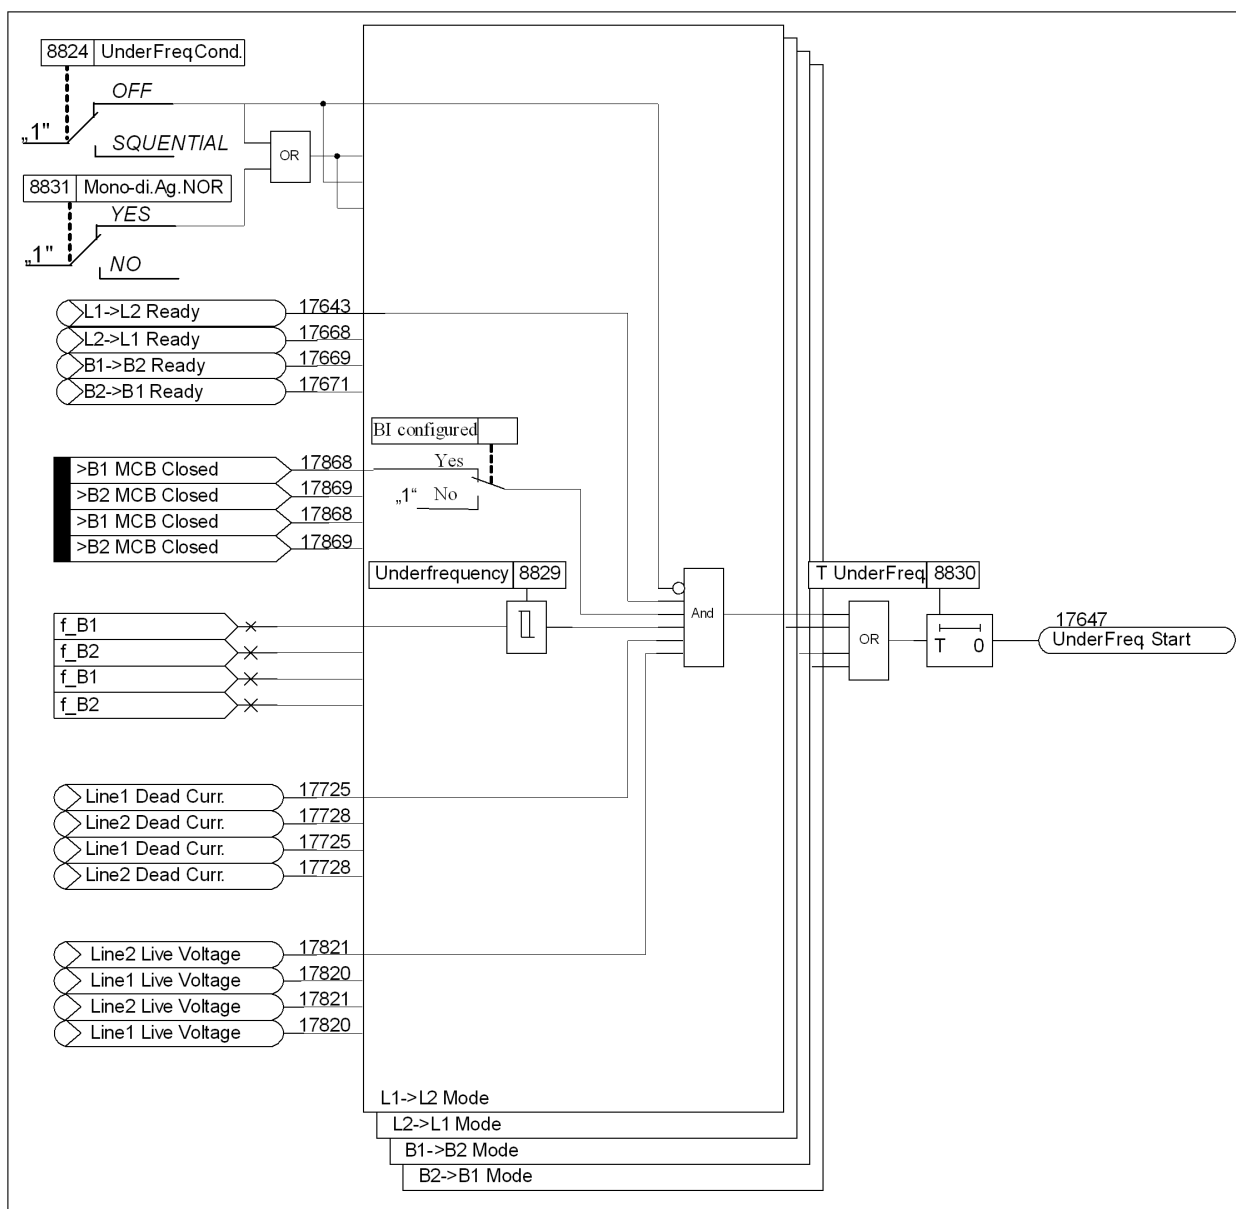 8824 UnderFreq.Cond.
OFF
„1"
SQUENTIAL
OR
8831 Mono-di.Ag.NOR
YES
„1"
NO
L1->L2 Ready 17643
L2->L1 Ready 17668
B1->B2 Ready 17669
B2->B1 Ready 17671
BI configured
>B1 MCB Closed 17868 Yes
>B2 MCB Closed 17869 „1“ No
>B1 MCB Closed 17868
>B2 MCB Closed 17869
Underfrequency 8829
T UnderFreq. 8830
And
f_B1
f_B2
f_B1
f_B2
OR
T 0
17647
UnderFreq. Start
Line1 Dead Curr. 17725
Line2 Dead Curr. 17728
Line1 Dead Curr. 17725
Line2 Dead Curr. 17728
Line2 Live Voltage 17821
Line1 Live Voltage 17820
Line2 Live Voltage 17821
Line1 Live Voltage 17820
L1->L2 Mode
L2->L1 Mode
B1->B2 Mode
B2->B1 Mode